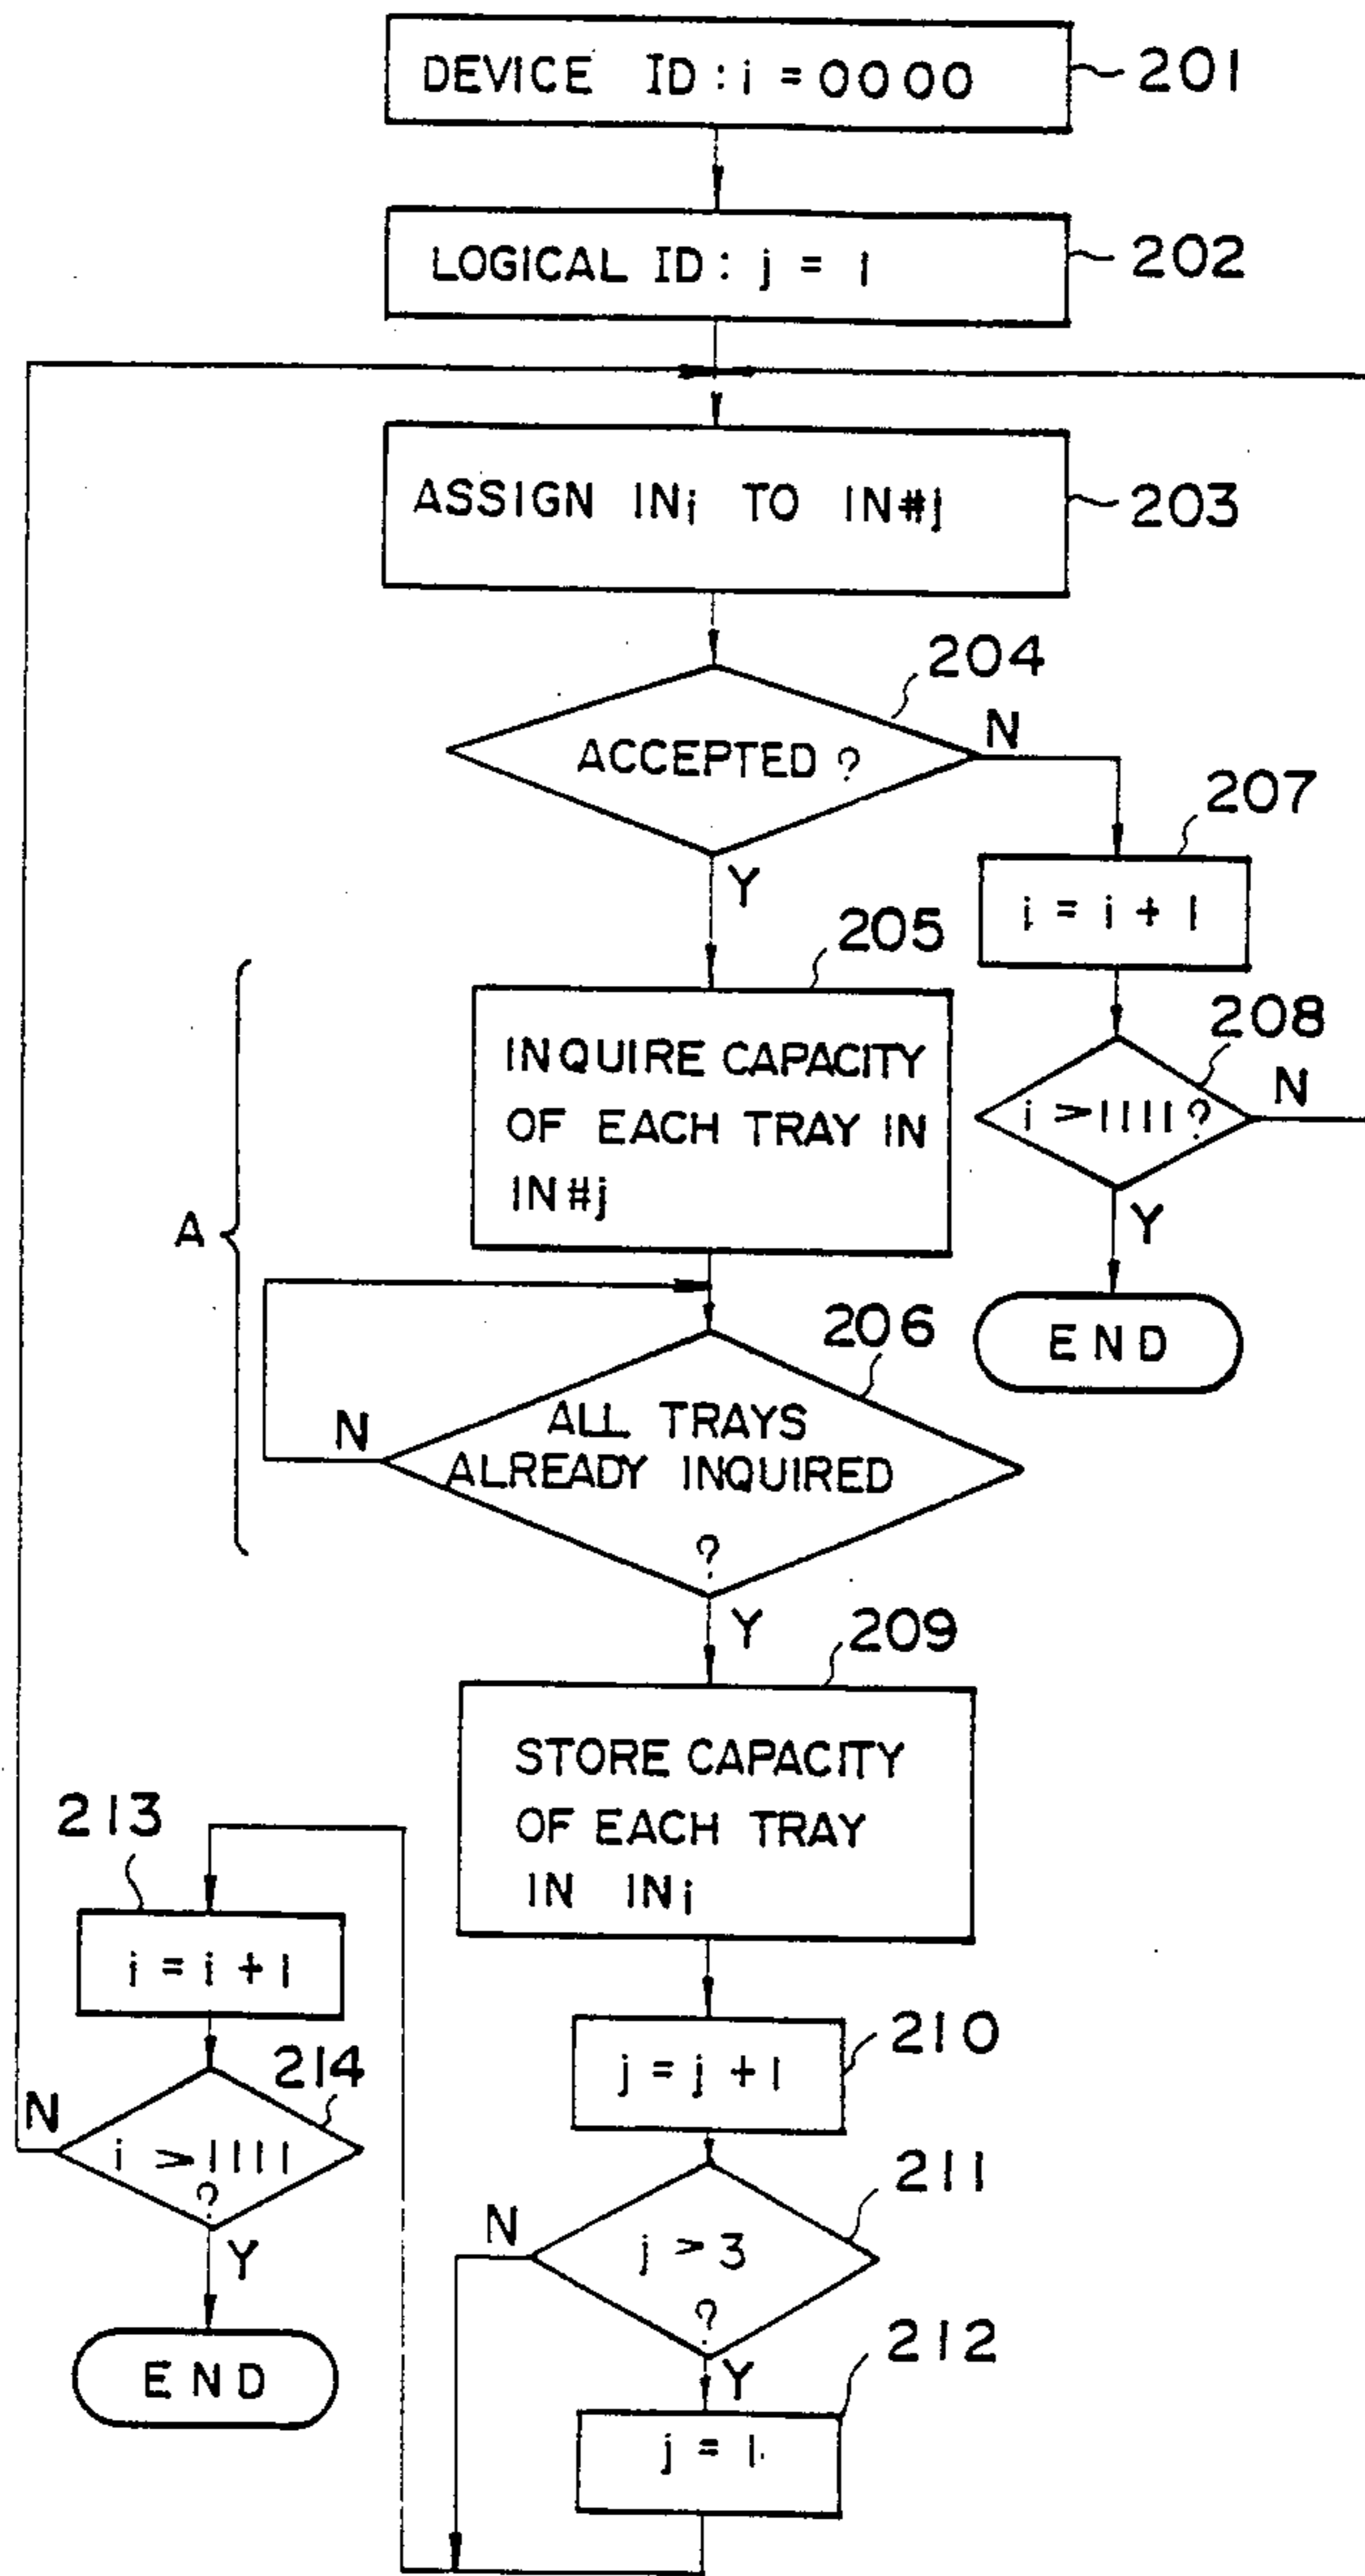 DEVICE ID : i = 0000
201
LOGICAL ID : j = 1
202
ASSIGN INi TO IN#j
203
204
ACCEPTED ?
N
Y
207
i = i + 1
205
INQUIRE CAPACITY
OF EACH TRAY IN
IN#j
208
i > 1111 ?
N
Y
END
A
206
ALL TRAYS
ALREADY INQUIRED
?
N
Y
209
STORE CAPACITY
OF EACH TRAY
IN INi
213
i = i + 1
210
j = j + 1
214
i > 1111
?
N
Y
END
211
j > 3
?
N
Y
212
j = 1